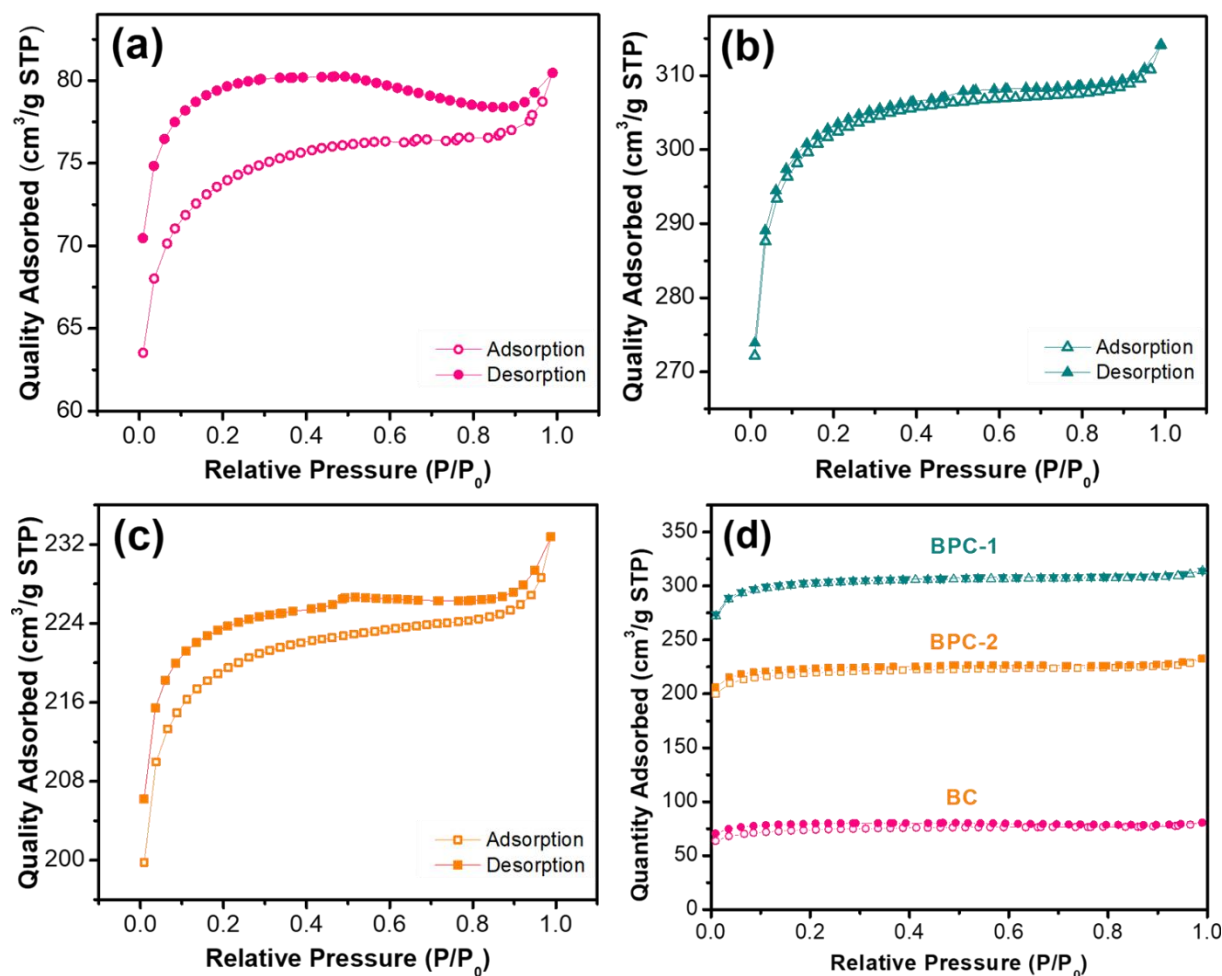 (a)
Quality Adsorbed (cm³/g STP)
80
75
70
65
60
Adsorption
Desorption
0.0 0.2 0.4 0.6 0.8 1.0
Relative Pressure (P/P₀)
(b)
Quality Adsorbed (cm³/g STP)
310
300
290
280
270
Adsorption
Desorption
0.0 0.2 0.4 0.6 0.8 1.0
Relative Pressure (P/P₀)
(c)
Quality Adsorbed (cm³/g STP)
232
224
216
208
200
Adsorption
Desorption
0.0 0.2 0.4 0.6 0.8 1.0
Relative Pressure (P/P₀)
(d)
Quantity Adsorbed (cm³/g STP)
350
300
250
200
150
100
50
0
BPC-1
BPC-2
BC
0.0 0.2 0.4 0.6 0.8 1.0
Relative Pressure (P/P₀)